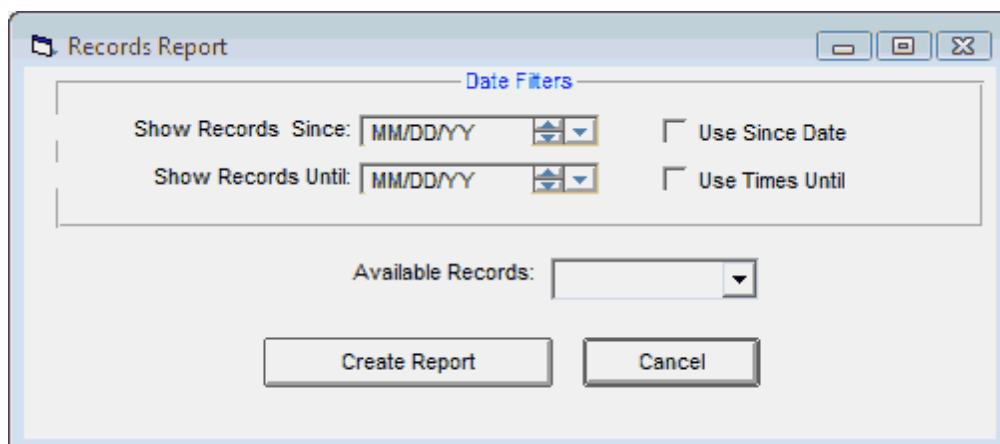 Records Report
Date Filters
Show Records Since: MM/DD/YY Use Since Date
Show Records Until: MM/DD/YY Use Times Until
Available Records:
Create Report Cancel